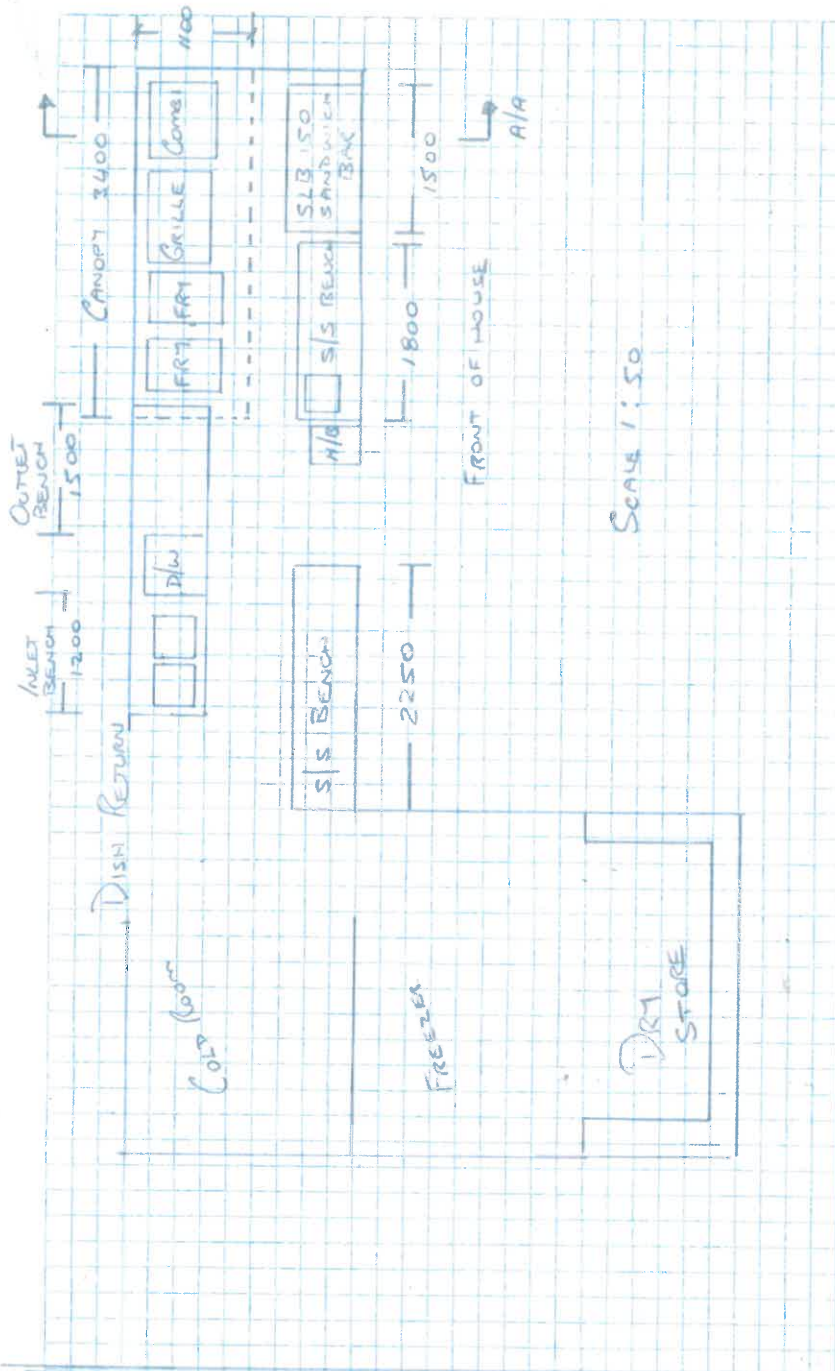 INLET
BENCH
1200
OUTLET
BENCH
1500
CANOPY 3400
1100
DISH RETURN
D/W
FRY
FRY
GRILLE
COMBI
COLD ROOM
S/S BENCH
2250
H/B
S/S BENCH
SLB 150
SANDWICH
BAR
1800
1500
FREEZER
FRONT OF HOUSE
A/A
DRY
STORE
SCALE 1:50